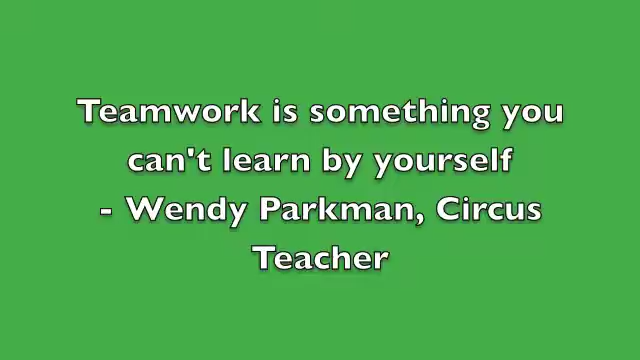 Teamwork is something you
can't learn by yourself
- Wendy Parkman, Circus
Teacher